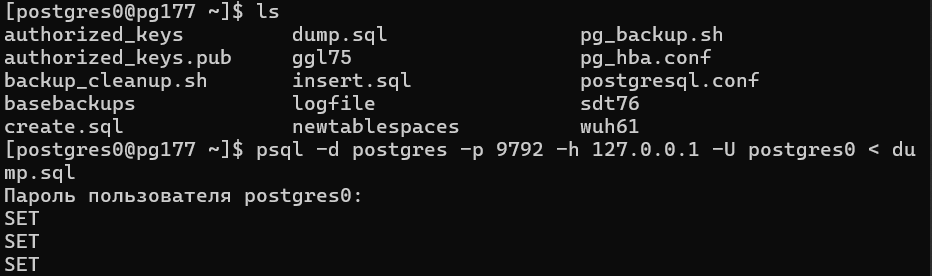 [postgres0@pg177 ~]$ ls
authorized_keys        dump.sql               pg_backup.sh
authorized_keys.pub    ggl75                  pg_hba.conf
backup_cleanup.sh      insert.sql             postgresql.conf
basebackups            logfile                sdt76
create.sql             newtablespaces         wuh61
[postgres0@pg177 ~]$ psql -d postgres -p 9792 -h 127.0.0.1 -U postgres0 < du
mp.sql
Пароль пользователя postgres0:
SET
SET
SET